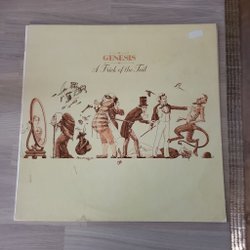 GENESIS
A Trick of the Tail